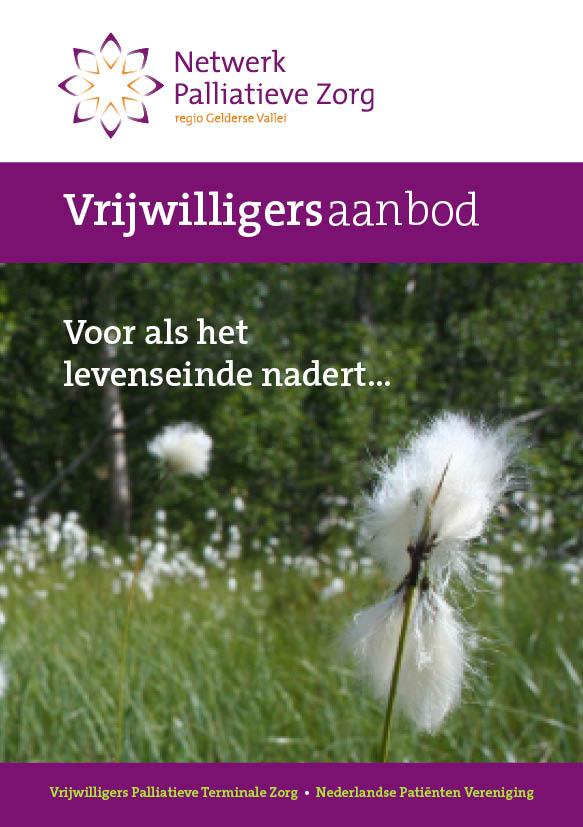 Netwerk
Palliatieve Zorg
regio Gelderse Vallei
Vrijwilligersaanbod
Voor als het
levenseinde nadert...
Vrijwilligers Palliatieve Terminale Zorg • Nederlandse Patiënten Vereniging